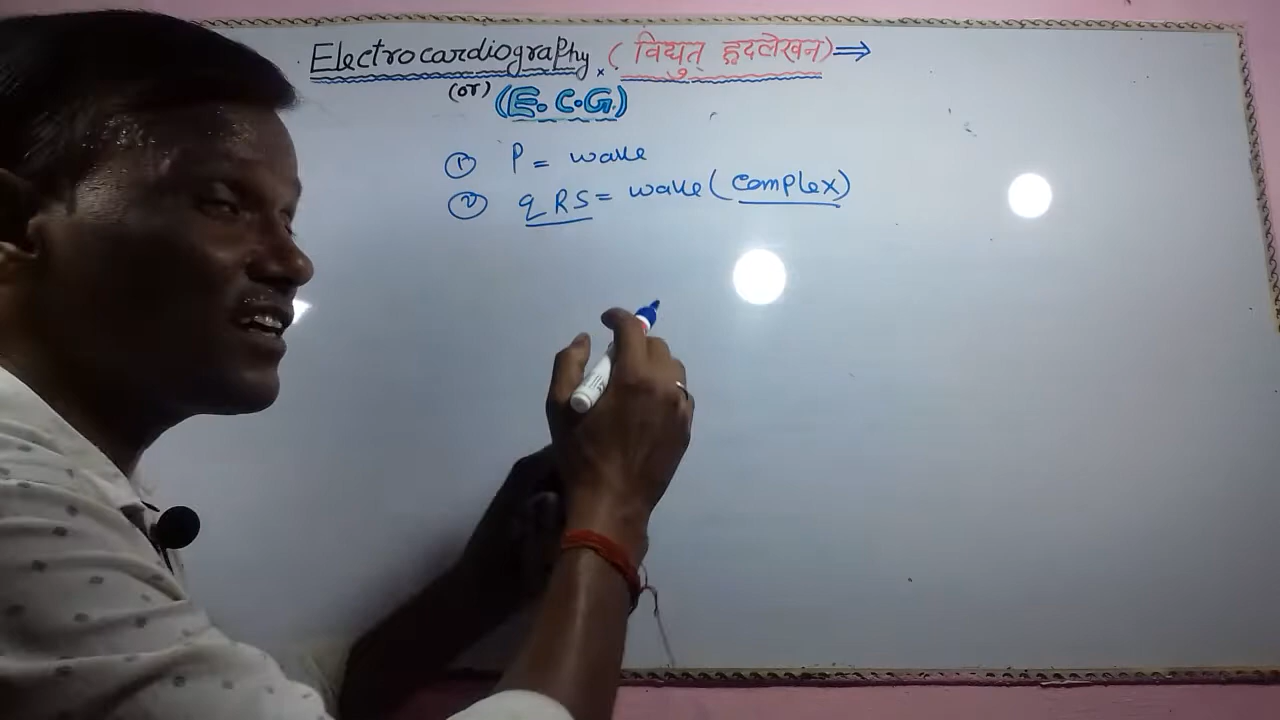 Electrocardiography. (विद्युत् हृदलेखन) ⇒
(or) (E.C.G.)
① P = wave
② qRS = wave (complex)